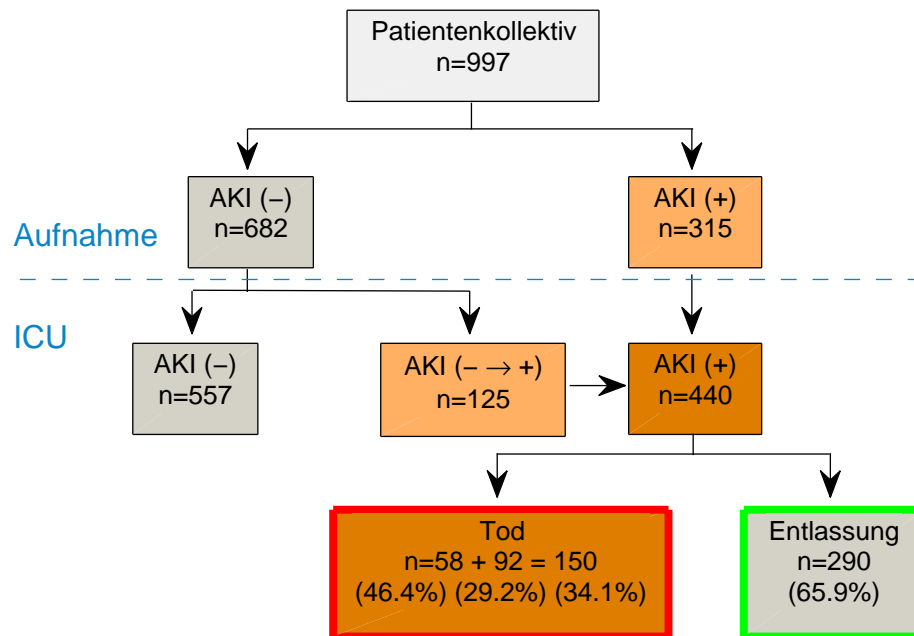 Patientenkollektiv
n=997
AKI (−)
n=682
AKI (+)
n=315
Aufnahme
ICU
AKI (−)
n=557
AKI (− → +)
n=125
AKI (+)
n=440
Tod
n=58 + 92 = 150
(46.4%) (29.2%) (34.1%)
Entlassung
n=290
(65.9%)